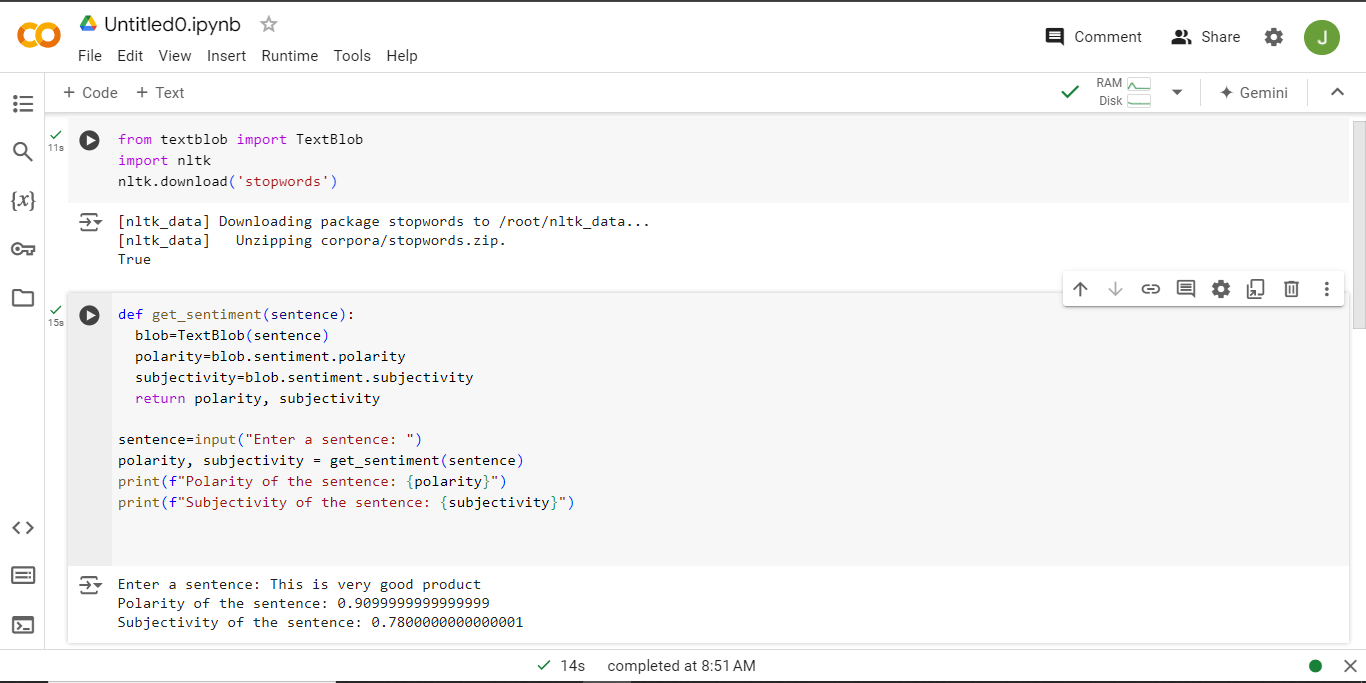 Untitled0.ipynb
File Edit View Insert Runtime Tools Help
Comment
Share
J
+ Code + Text
RAM
Disk
Gemini
11s
from textblob import TextBlob
import nltk
nltk.download('stopwords')
[nltk_data] Downloading package stopwords to /root/nltk_data...
[nltk_data]   Unzipping corpora/stopwords.zip.
True
15s
def get_sentiment(sentence):
  blob=TextBlob(sentence)
  polarity=blob.sentiment.polarity
  subjectivity=blob.sentiment.subjectivity
  return polarity, subjectivity
sentence=input("Enter a sentence: ")
polarity, subjectivity = get_sentiment(sentence)
print(f"Polarity of the sentence: {polarity}")
print(f"Subjectivity of the sentence: {subjectivity}")
Enter a sentence: This is very good product
Polarity of the sentence: 0.9099999999999999
Subjectivity of the sentence: 0.7800000000000001
14s completed at 8:51 AM